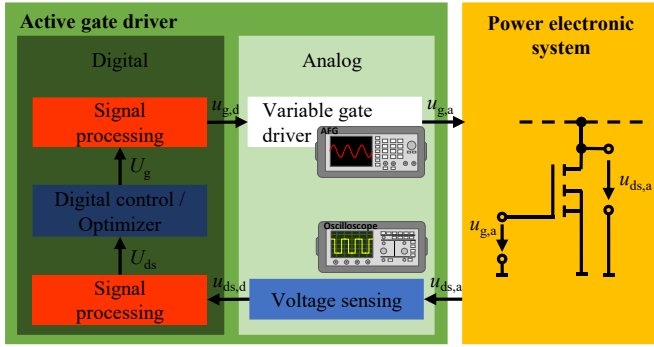 Active gate driver
Power electronic
system
Digital
Analog
Signal
processing
u_g,d
Variable gate
driver
u_g,a
AFG
U_g
Digital control /
Optimizer
u_ds,a
u_g,a
Oscilloscope
U_ds
Signal
processing
u_ds,d
Voltage sensing
u_ds,a